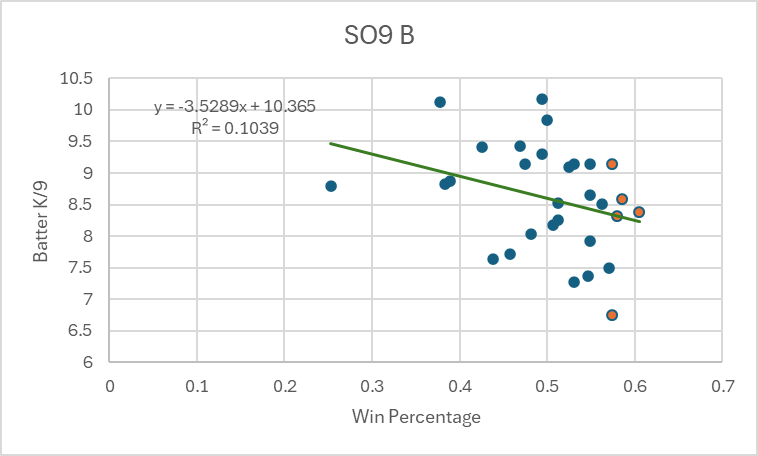 SO9 B
y = -3.5289x + 10.365
R² = 0.1039
10.5
10
9.5
9
8.5
8
7.5
7
6.5
6
Batter K/9
0 0.1 0.2 0.3 0.4 0.5 0.6 0.7
Win Percentage